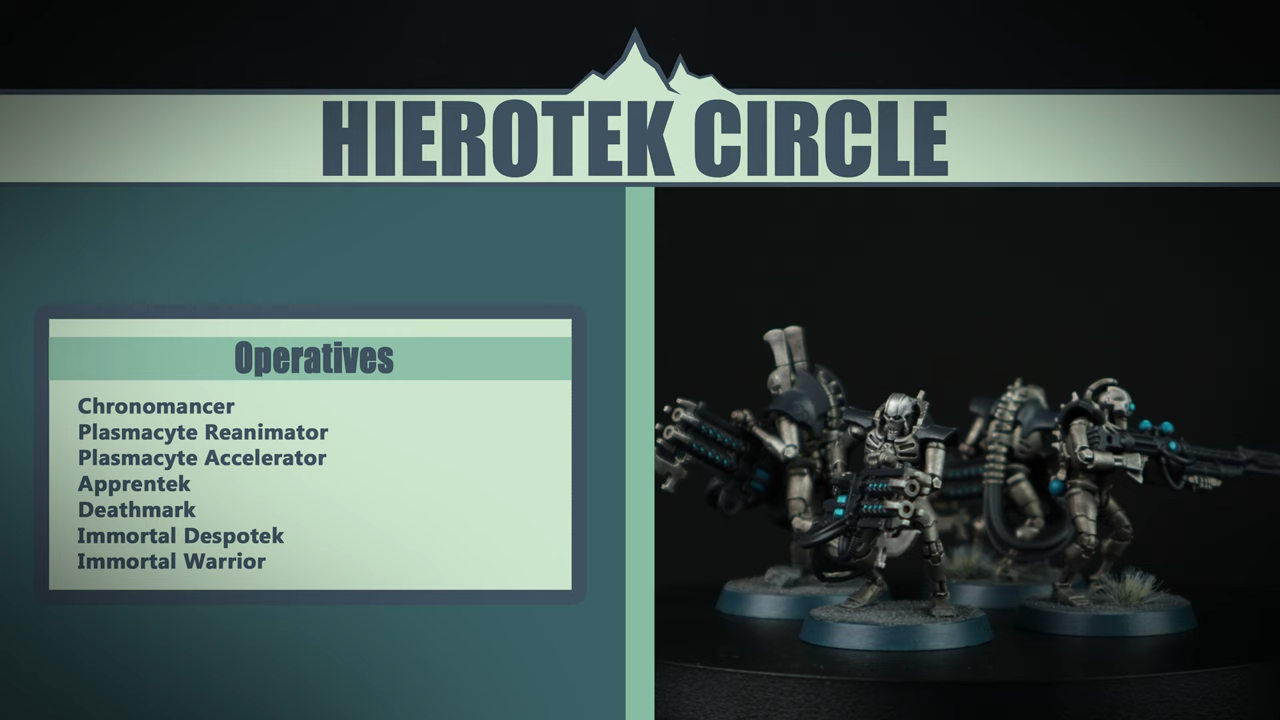 HIEROTEK CIRCLE
Operatives
Chronomancer
Plasmacyte Reanimator
Plasmacyte Accelerator
Apprentek
Deathmark
Immortal Despotek
Immortal Warrior